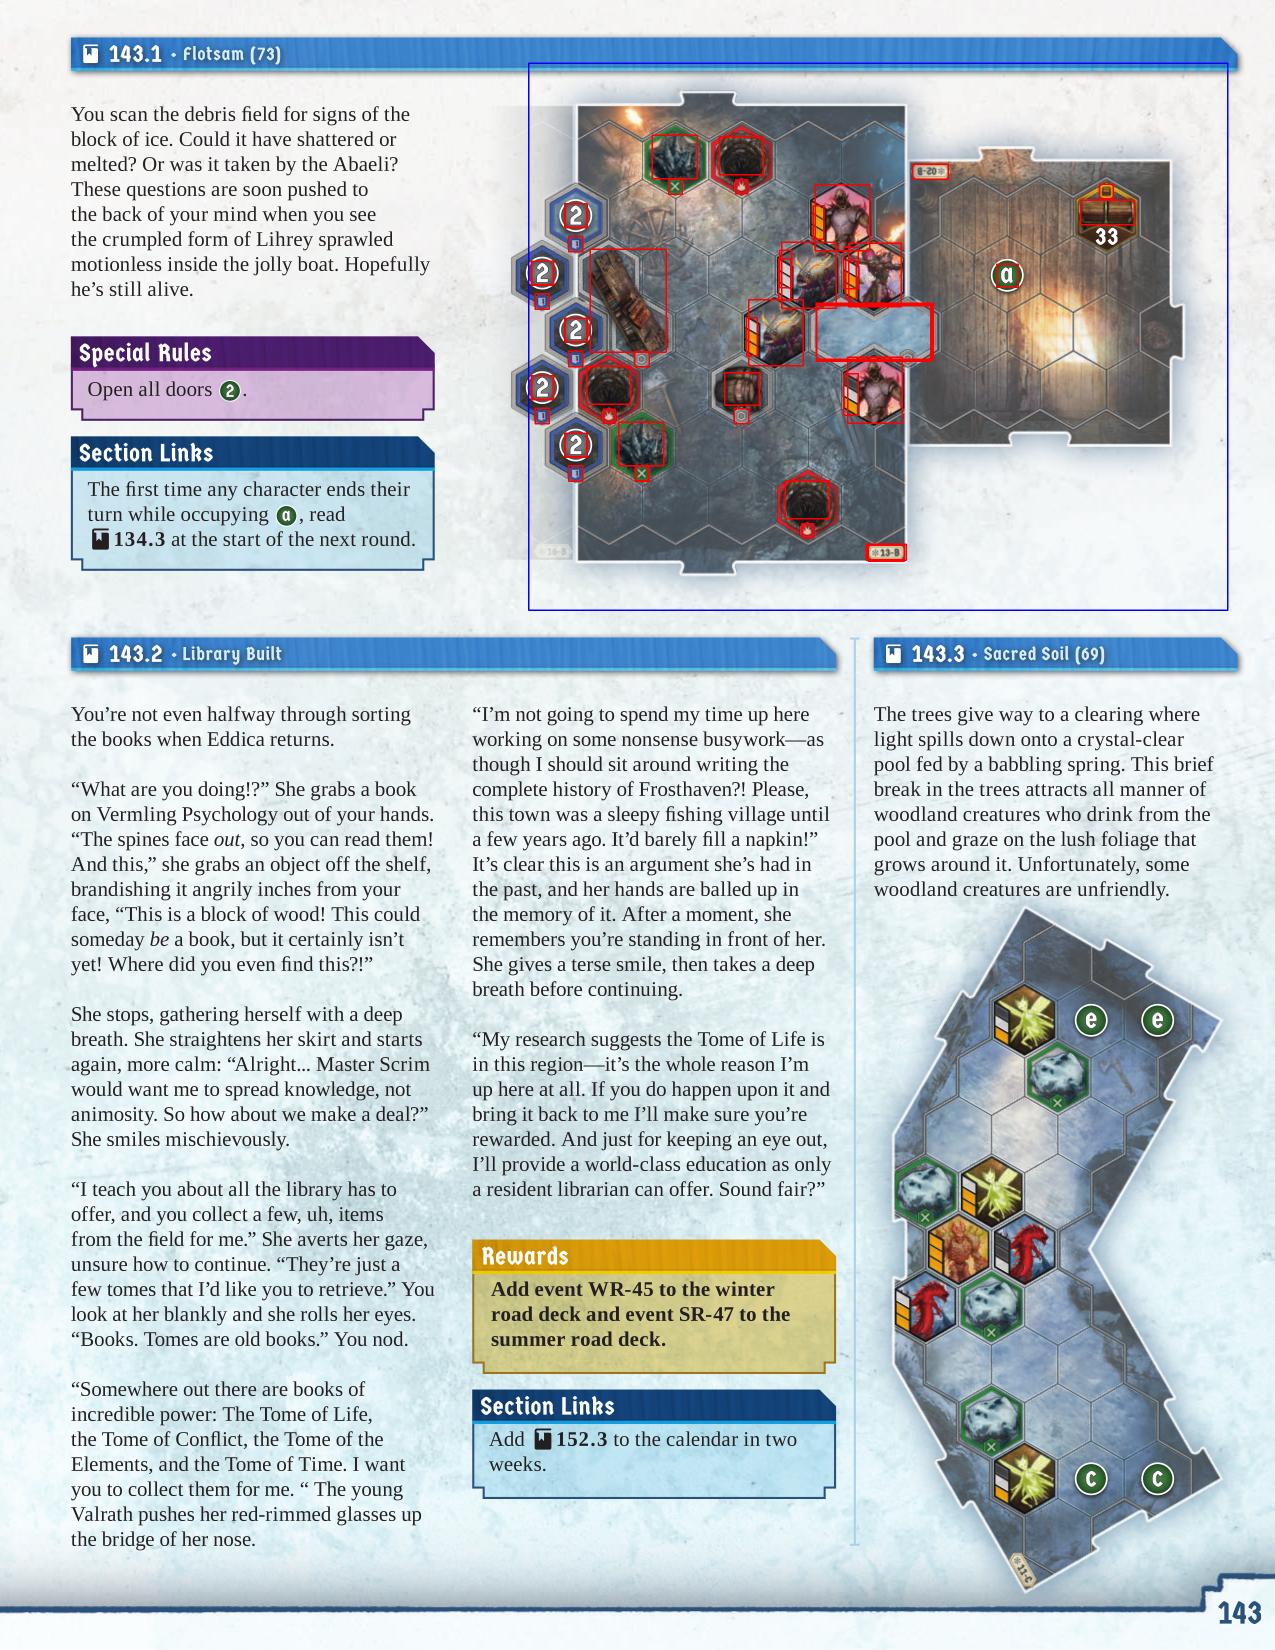 143.1 • Flotsam (73)
You scan the debris field for signs of the
block of ice. Could it have shattered or
melted? Or was it taken by the Abaeli?
These questions are soon pushed to
the back of your mind when you see
the crumpled form of Lihrey sprawled
motionless inside the jolly boat. Hopefully
he's still alive.
Special Rules
Open all doors 2.
Section Links
The first time any character ends their
turn while occupying a, read
134.3 at the start of the next round.
20-B
2
33
2
a
2
2
2
16-B
13-B
143.2 • Library Built
You're not even halfway through sorting
the books when Eddica returns.
“What are you doing!?” She grabs a book
on Vermling Psychology out of your hands.
“The spines face out, so you can read them!
And this,” she grabs an object off the shelf,
brandishing it angrily inches from your
face, “This is a block of wood! This could
someday be a book, but it certainly isn't
yet! Where did you even find this?!”
She stops, gathering herself with a deep
breath. She straightens her skirt and starts
again, more calm: “Alright... Master Scrim
would want me to spread knowledge, not
animosity. So how about we make a deal?”
She smiles mischievously.
“I teach you about all the library has to
offer, and you collect a few, uh, items
from the field for me.” She averts her gaze,
unsure how to continue. “They're just a
few tomes that I'd like you to retrieve.” You
look at her blankly and she rolls her eyes.
“Books. Tomes are old books.” You nod.
“Somewhere out there are books of
incredible power: The Tome of Life,
the Tome of Conflict, the Tome of the
Elements, and the Tome of Time. I want
you to collect them for me. “ The young
Valrath pushes her red-rimmed glasses up
the bridge of her nose.
“I'm not going to spend my time up here
working on some nonsense busywork—as
though I should sit around writing the
complete history of Frosthaven?! Please,
this town was a sleepy fishing village until
a few years ago. It'd barely fill a napkin!”
It's clear this is an argument she's had in
the past, and her hands are balled up in
the memory of it. After a moment, she
remembers you're standing in front of her.
She gives a terse smile, then takes a deep
breath before continuing.
“My research suggests the Tome of Life is
in this region—it's the whole reason I'm
up here at all. If you do happen upon it and
bring it back to me I'll make sure you're
rewarded. And just for keeping an eye out,
I'll provide a world-class education as only
a resident librarian can offer. Sound fair?”
Rewards
Add event WR-45 to the winter
road deck and event SR-47 to the
summer road deck.
Section Links
Add 152.3 to the calendar in two
weeks.
143.3 • Sacred Soil (69)
The trees give way to a clearing where
light spills down onto a crystal-clear
pool fed by a babbling spring. This brief
break in the trees attracts all manner of
woodland creatures who drink from the
pool and graze on the lush foliage that
grows around it. Unfortunately, some
woodland creatures are unfriendly.
e e
c c
11-C
143